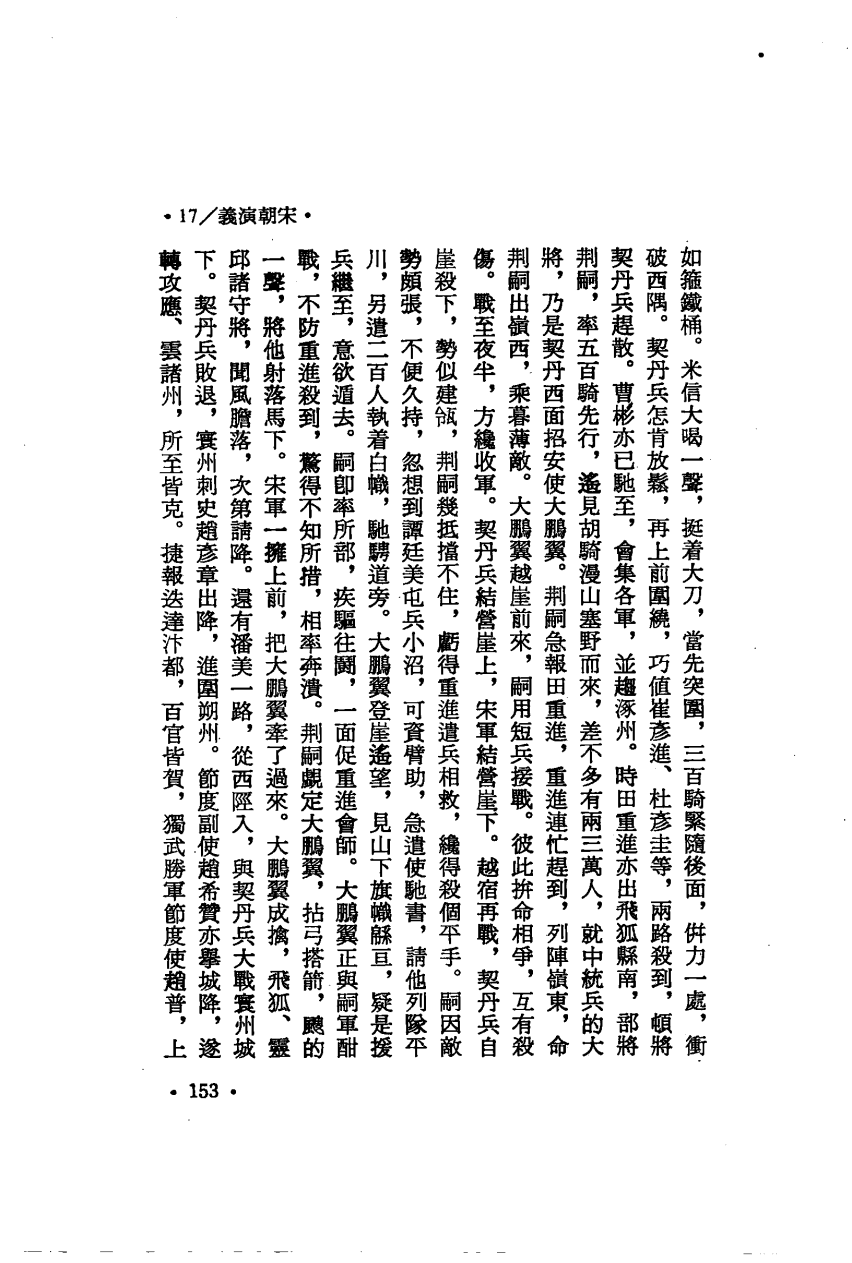 •17／義演朝宋•
如箍鐵桶。米信大喝一聲，挺着大刀，當先突圍，三百騎緊隨後面，併力一處，衝
破西隅。契丹兵怎肯放鬆，再上前圍繞，巧值崔彥進、杜彥圭等，兩路殺到，頓將
契丹兵趕散。曹彬亦已馳至，會集各軍，並趨涿州。時田重進亦出飛狐縣南，部將
荆嗣，率五百騎先行，遙見胡騎漫山塞野而來，差不多有兩三萬人，就中統兵的大
將，乃是契丹西面招安使大鵬翼。荆嗣急報田重進，重進連忙趕到，列陣嶺東，命
荆嗣出嶺西，乘暮薄敵。大鵬翼越崖前來，嗣用短兵接戰。彼此拚命相爭，互有殺
傷。戰至夜半，方纔收軍。契丹兵結營崖上，宋軍結營崖下。越宿再戰，契丹兵自
崖殺下，勢似建瓴，荆嗣幾抵擋不住，虧得重進遣兵相救，纔得殺個平手。嗣因敵
勢頗張，不便久持，忽想到譚廷美屯兵小沼，可資臂助，急遣使馳書，請他列隊平
川，另遣二百人執着白幟，馳騁道旁。大鵬翼登崖遙望，見山下旗幟緜亘，疑是援
兵繼至，意欲遁去。嗣卽率所部，疾驅往鬬，一面促重進會師。大鵬翼正與嗣軍酣
戰，不防重進殺到，驚得不知所措，相率奔潰。荆嗣覷定大鵬翼，拈弓搭箭，颼的
一聲，將他射落馬下。宋軍一擁上前，把大鵬翼牽了過來。大鵬翼成擒，飛狐、靈
邱諸守將，聞風膽落，次第請降。還有潘美一路，從西陘入，與契丹兵大戰寰州城
下。契丹兵敗退，寰州刺史趙彥章出降，進圍朔州。節度副使趙希贊亦舉城降，遂
轉攻應、雲諸州，所至皆克。捷報迭達汴都，百官皆賀，獨武勝軍節度使趙普，上
•153•